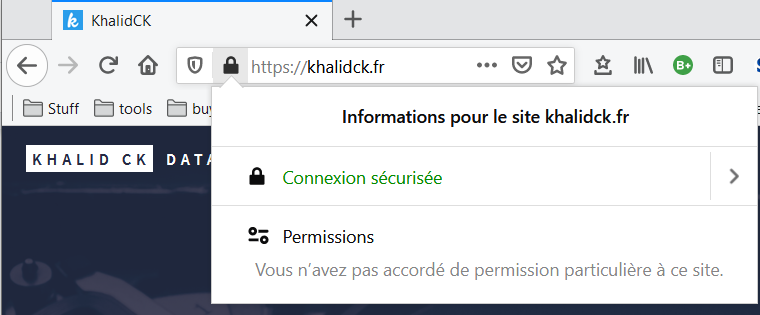 KhalidCK
https://khalidck.fr
Stuff
tools
Informations pour le site khalidck.fr
KHALID CK DATA
Connexion sécurisée
Permissions
Vous n’avez pas accordé de permission particulière à ce site.